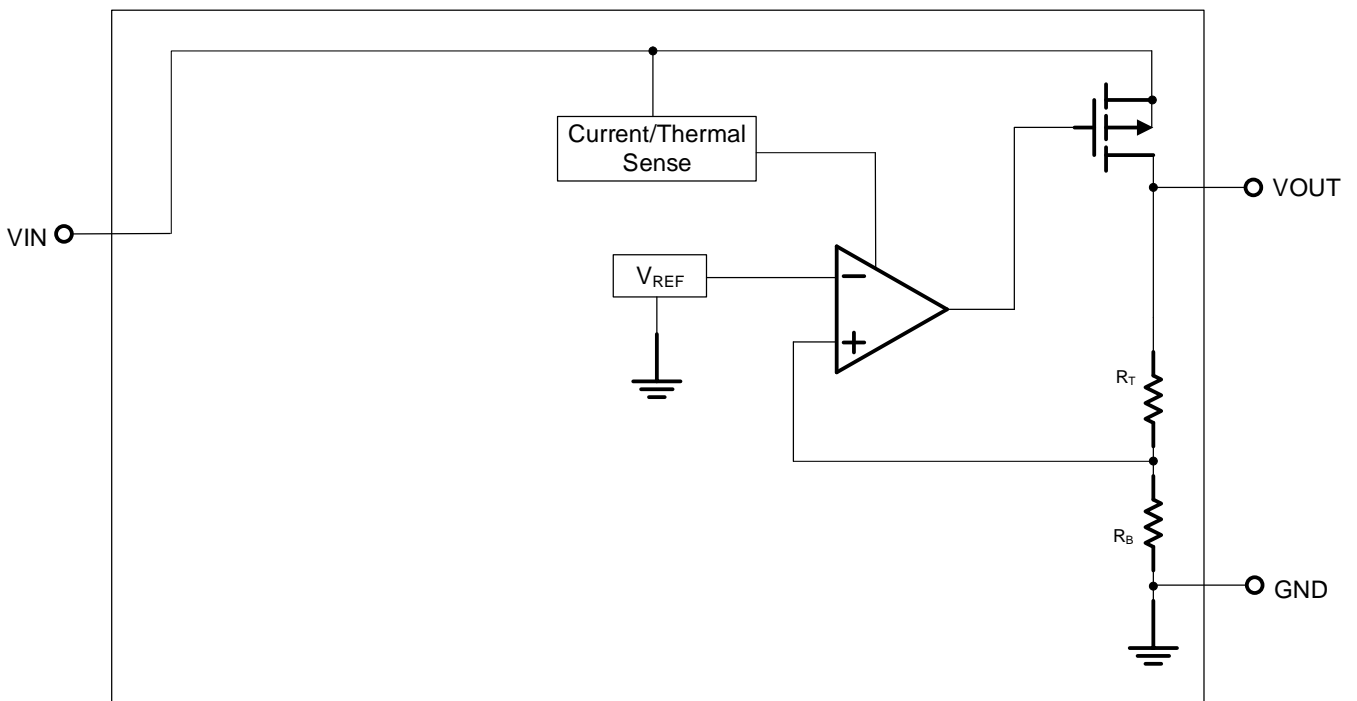 Current/Thermal
Sense
VOUT
VIN
VREF
−
+
RT
RB
GND